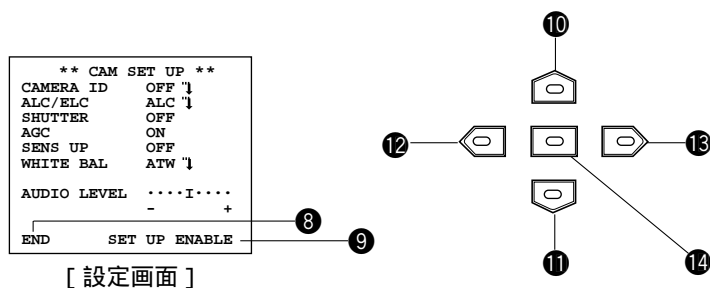 ** CAM SET UP **
CAMERA ID OFF
ALC/ELC ALC
SHUTTER OFF
AGC ON
SENS UP OFF
WHITE BAL ATW
AUDIO LEVEL ････I････
- +
END SET UP ENABLE
[ 設定画面 ]
8
9
10
12
13
11
14